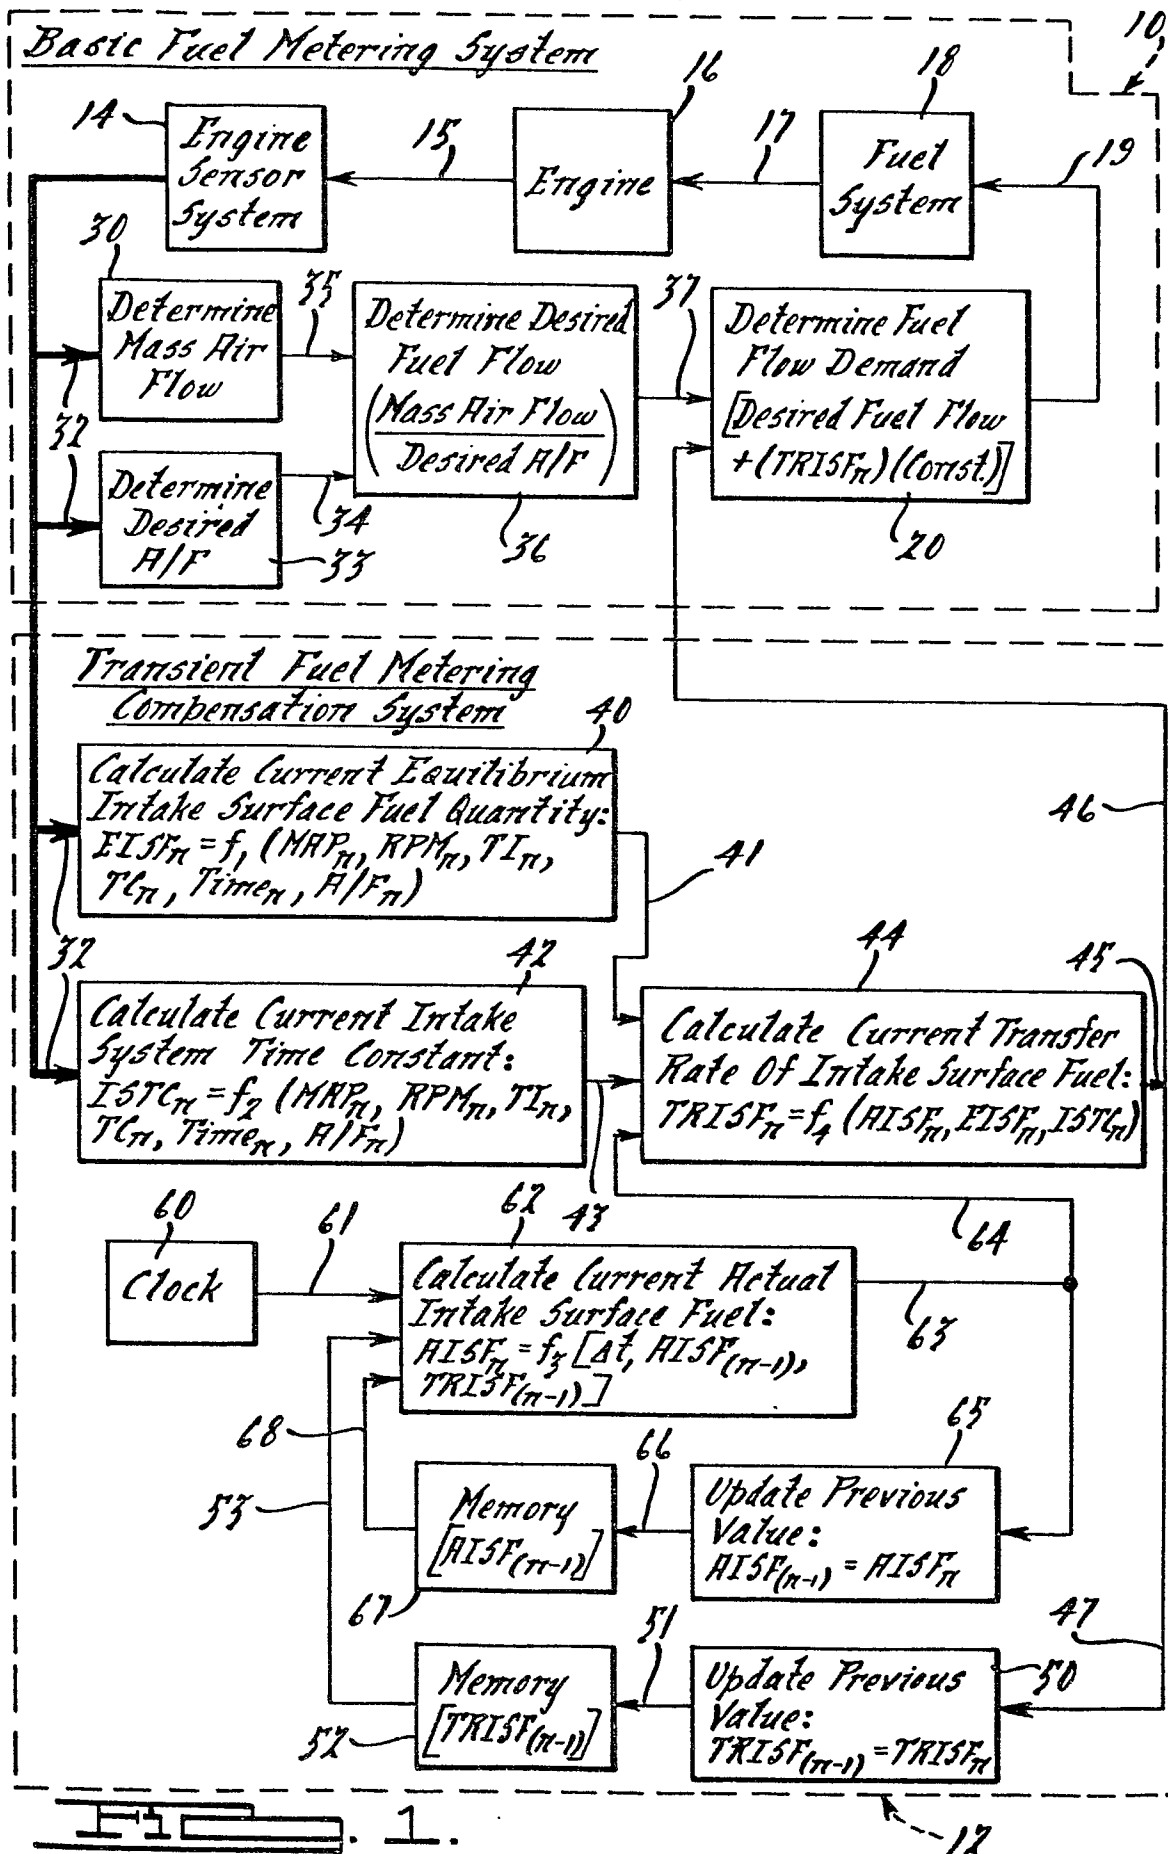 Basic Fuel Metering System
10
14
Engine
Sensor
System
15
16
Engine
17
18
Fuel
System
19
30
Determine
Mass Air
Flow
35
32
Determine
Desired
A/F
33
34
Determine Desired
Fuel Flow
(Mass Air Flow
Desired A/F)
36
37
Determine Fuel
Flow Demand
[Desired Fuel Flow
+(TRISFn)(Const.)]
20
Transient Fuel Metering
Compensation System
40
Calculate Current Equilibrium
Intake Surface Fuel Quantity:
EISFn = f1 (MAPn, RPMn, TIn,
TCn, Timen, A/Fn)
41
46
32
42
Calculate Current Intake
System Time Constant:
ISTCn = f2 (MAPn, RPMn, TIn,
TCn, Timen, A/Fn)
43
44
45
Calculate Current Transfer
Rate Of Intake Surface Fuel:
TRISFn = f4 (AISFn, EISFn, ISTCn)
64
60
Clock
61
62
Calculate Current Actual
Intake Surface Fuel:
AISFn = f3 [Δt, AISF(n-1),
TRISF(n-1)]
63
68
53
Memory
[AISF(n-1)]
67
66
65
Update Previous
Value:
AISF(n-1) = AISFn
47
Memory
[TRISF(n-1)]
52
51
Update Previous
Value:
TRISF(n-1) = TRISFn
50
12
Fig. 1.